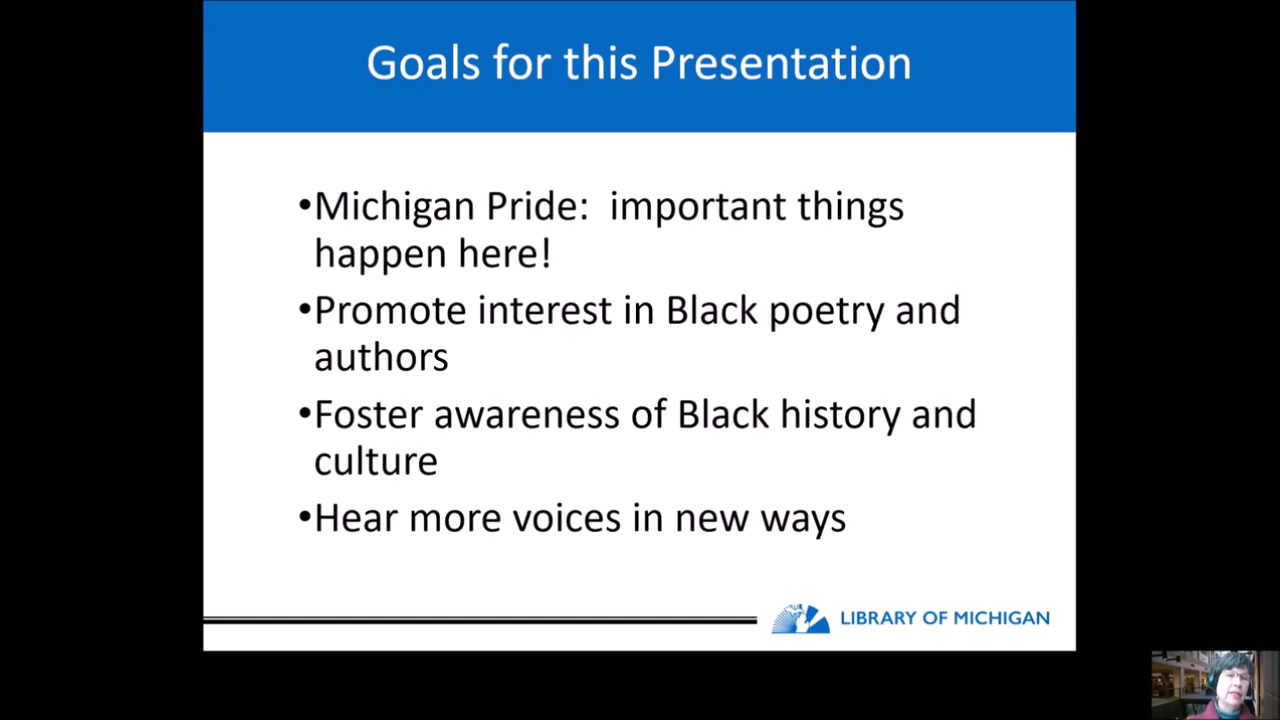 Goals for this Presentation
•Michigan Pride:  important things
happen here!
•Promote interest in Black poetry and
authors
•Foster awareness of Black history and
culture
•Hear more voices in new ways
LIBRARY OF MICHIGAN